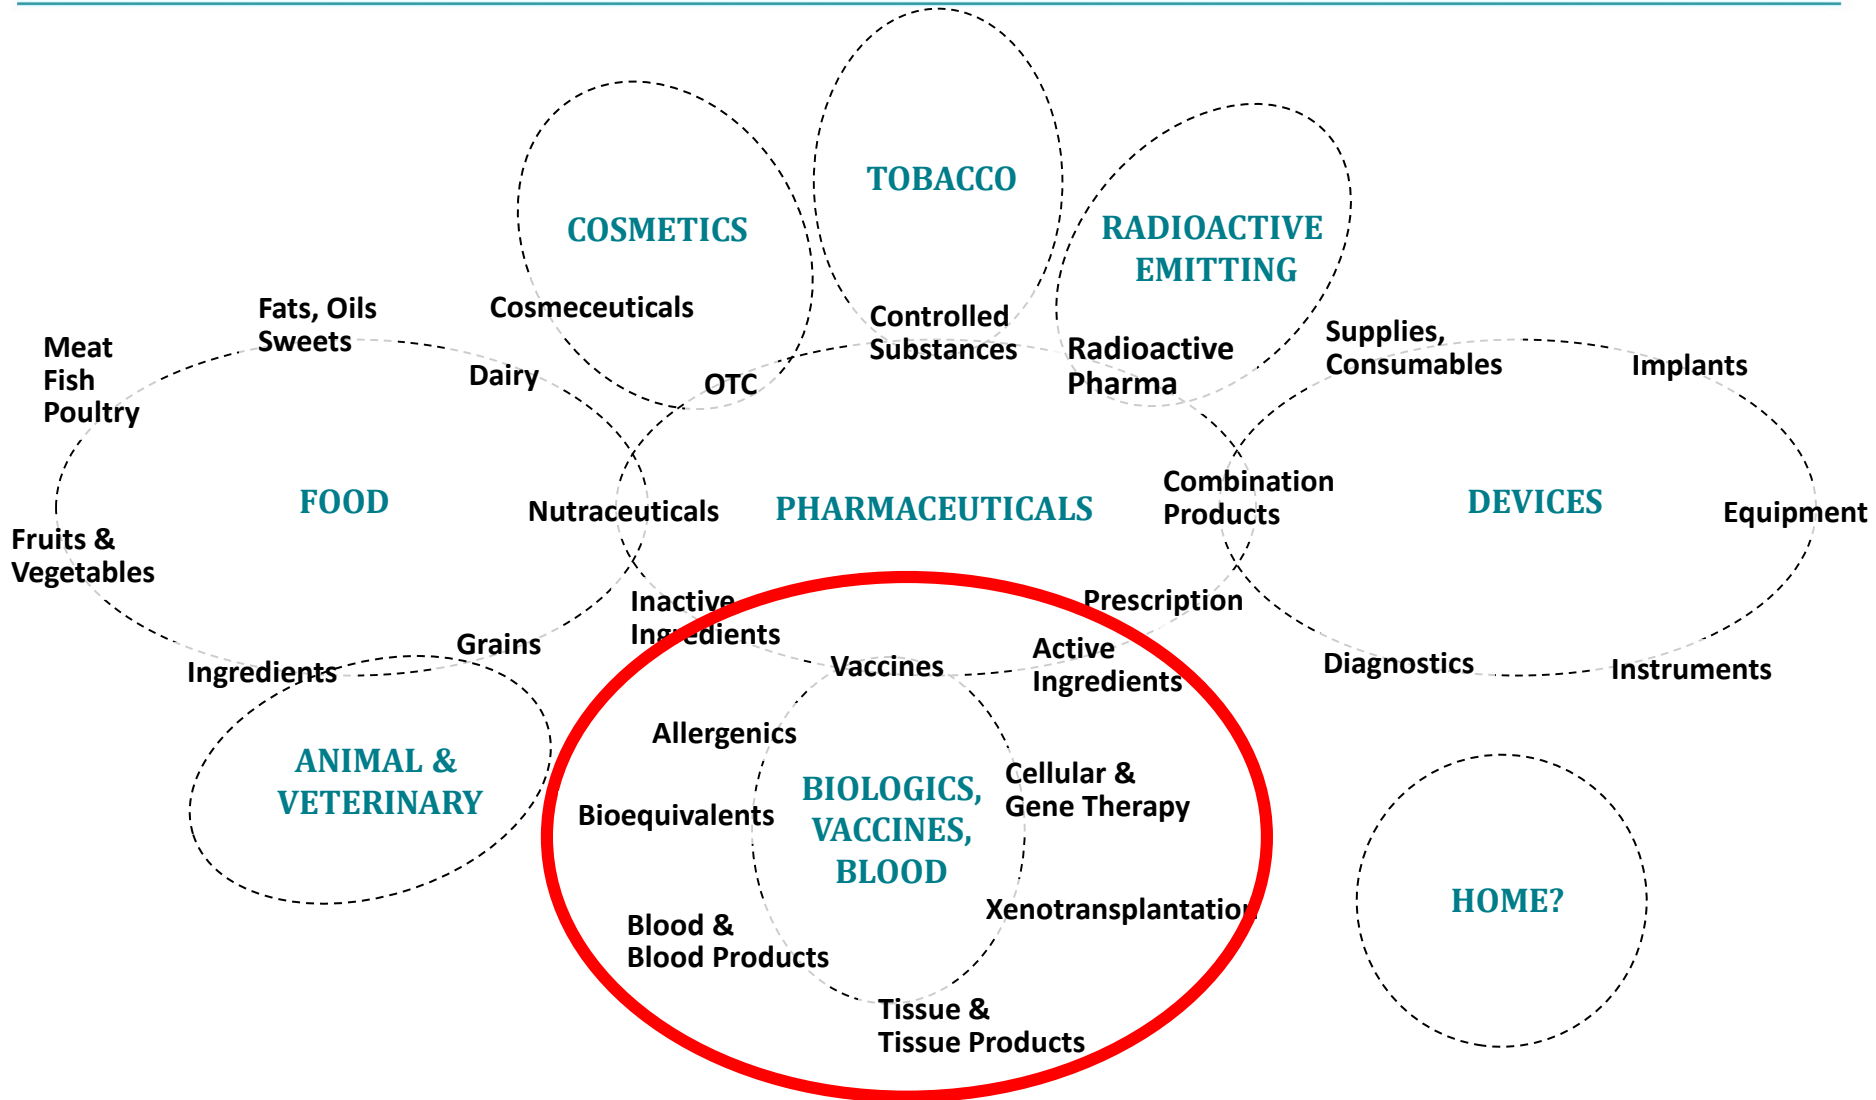 TOBACCO
COSMETICS
RADIOACTIVE
EMITTING
Fats, Oils
Sweets
Cosmeceuticals
Controlled
Substances
Supplies,
Consumables
Meat
Fish
Poultry
Dairy
OTC
Radioactive
Pharma
Implants
FOOD
Nutraceuticals
PHARMACEUTICALS
Combination
Products
DEVICES
Equipment
Fruits &
Vegetables
Inactive
Ingredients
Prescription
Grains
Ingredients
Vaccines
Active
Ingredients
Diagnostics
Instruments
Allergenics
ANIMAL &
VETERINARY
Bioequivalents
BIOLOGICS,
VACCINES,
BLOOD
Cellular &
Gene Therapy
Xenotransplantation
HOME?
Blood &
Blood Products
Tissue &
Tissue Products